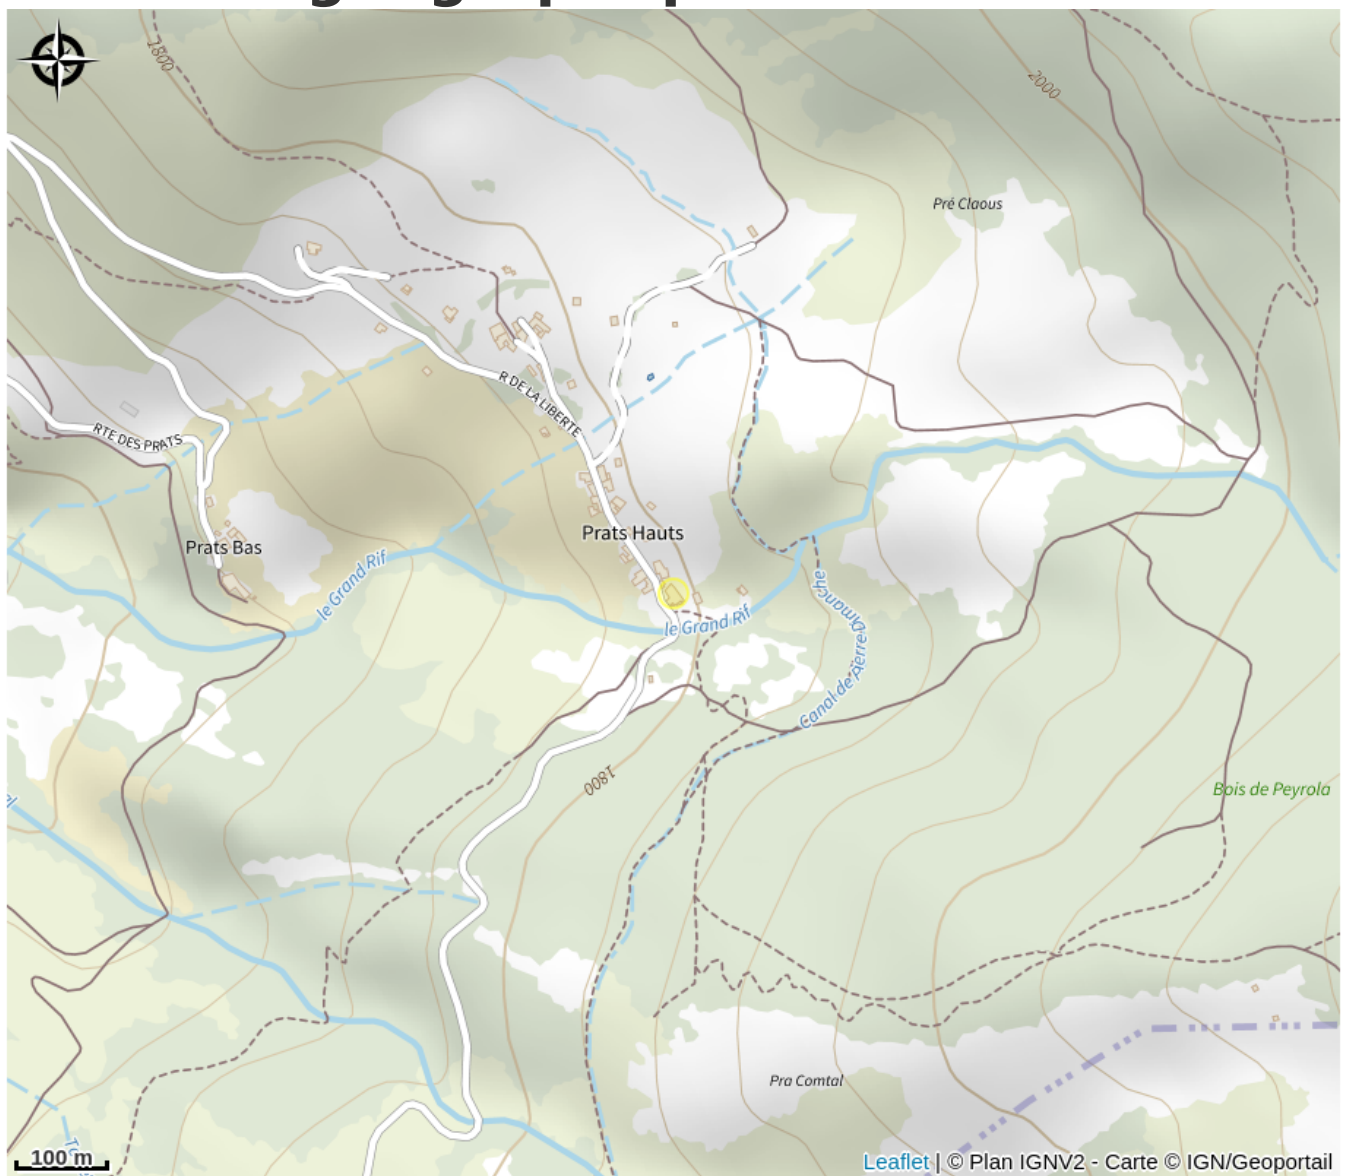 1800
2000
Pré Claous
R DE LA LIBERTE
RTE DES PRATS
Prats Hauts
Prats Bas
le Grand Rif
le Grand Rif
Canal de Pierre Dimanche
1800
Bois de Peyrola
Pra Comtal
100 m
Leaflet | © Plan IGNV2 - Carte © IGN/Geoportail